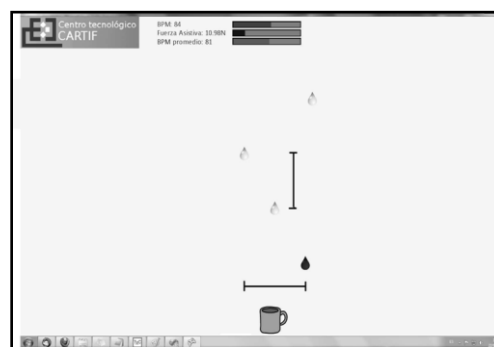 Centro tecnológico
CARTIF
BPM: 84
Fuerza Asistiva: 10.98N
BPM promedio: 81